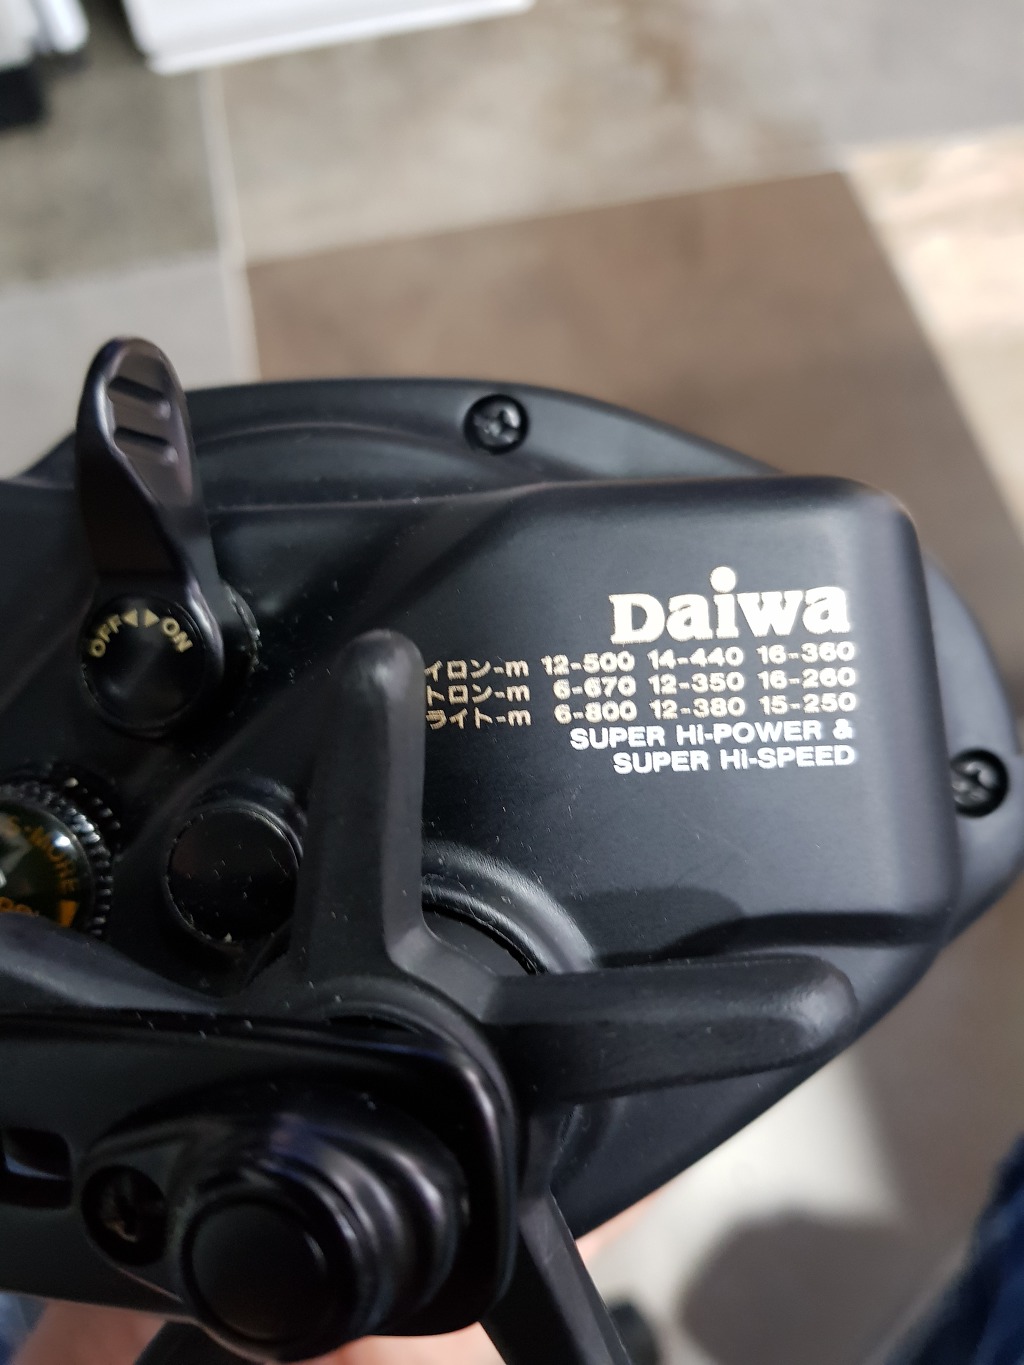 Daiwa
イロン-m 12-500 14-440 16-360
トロン-m 6-670 12-350 16-260
ライト-m 6-800 12-380 15-250
SUPER Hi-POWER &
SUPER Hi-SPEED
OFF ON
MORE